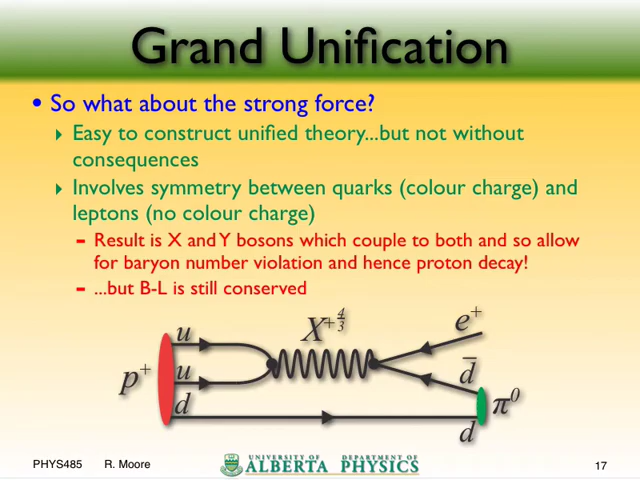 Grand Unification
• So what about the strong force?
▸ Easy to construct unified theory...but not without
consequences
▸ Involves symmetry between quarks (colour charge) and
leptons (no colour charge)
- Result is X and Y bosons which couple to both and so allow
for baryon number violation and hence proton decay!
- ...but B-L is still conserved
p⁺
u
u
d
X^{+4/3}
e⁺
d̄
d
π⁰
PHYS485 R. Moore
UNIVERSITY OF ALBERTA
DEPARTMENT OF PHYSICS
17